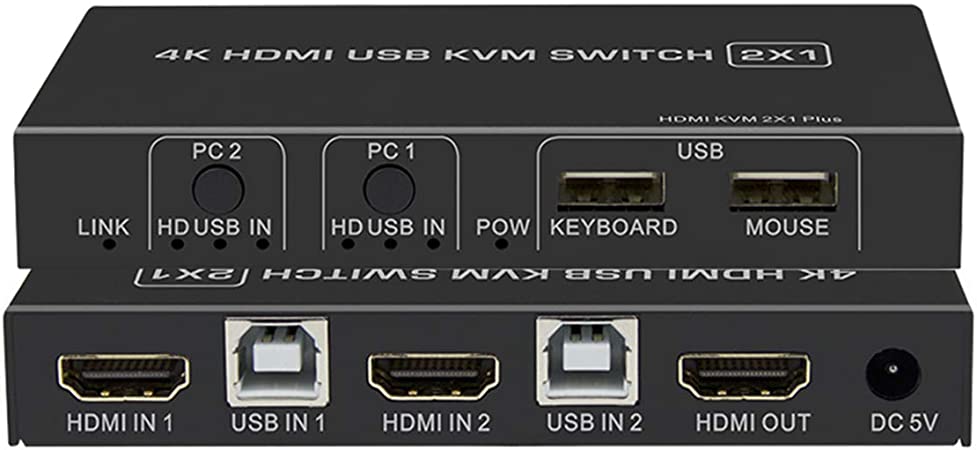 4K HDMI USB KVM SWITCH 2X1
HDMI KVM 2X1 Plus
PC 2 PC 1 USB
LINK HD USB IN HD USB IN POW KEYBOARD MOUSE
4K HDMI USB KVM SWITCH 2X1
HDMI IN 1 USB IN 1 HDMI IN 2 USB IN 2 HDMI OUT DC 5V